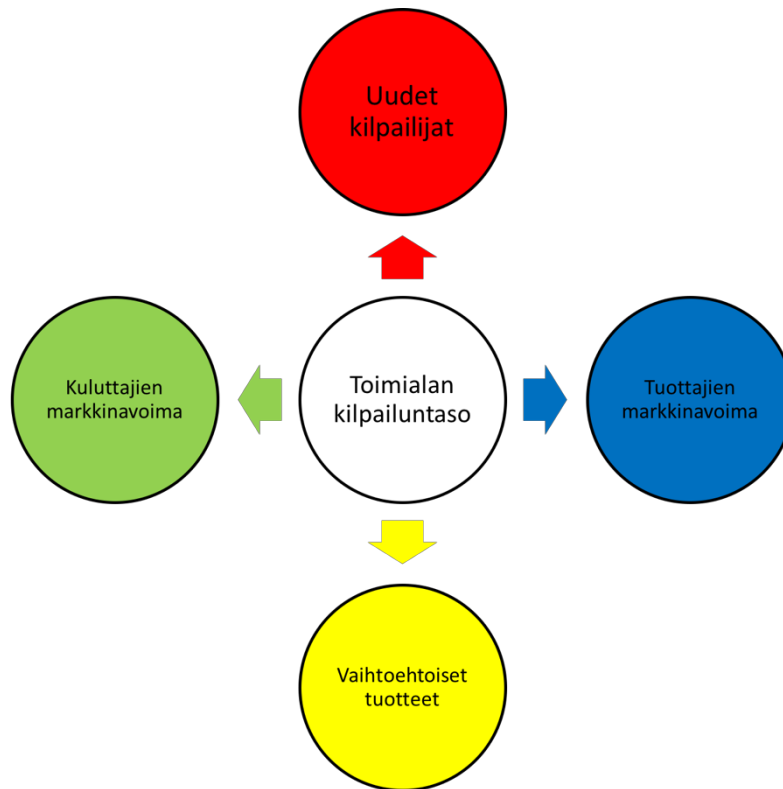 Uudet
kilpailijat
Kuluttajien
markkinavoima
Toimialan
kilpailuntaso
Tuottajien
markkinavoima
Vaihtoehtoiset
tuotteet